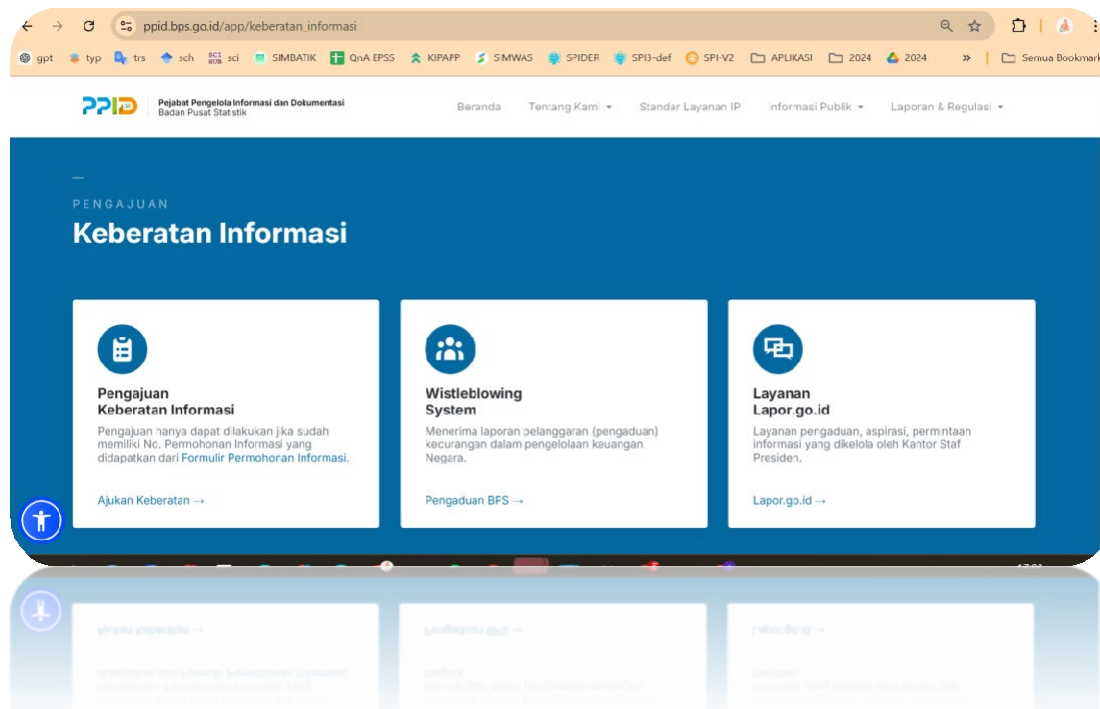 ppid.bps.go.id/app/keberatan_informasi
gpt typ trs sch SCI HUB sci SIMBATIK QnA EPSS KIPAPP SIMWAS SPIDER SPI3-def SPI-V2 APLIKASI 2024 2024 » Semua Bookmark
PPID Pejabat Pengelola Informasi dan Dokumentasi
Badan Pusat Statistik
Beranda Tentang Kami Standar Layanan IP Informasi Publik Laporan & Regulasi
PENGAJUAN
Keberatan Informasi
Pengajuan
Keberatan Informasi
Pengajuan hanya dapat dilakukan jika sudah
memiliki No. Permohonan Informasi yang
didapatkan dari Formulir Permohonan Informasi.
Ajukan Keberatan →
Wistleblowing
System
Menerima laporan pelanggaran (pengaduan)
kecurangan dalam pengelolaan keuangan
Negara.
Pengaduan BPS →
Layanan
Lapor.go.id
Layanan pengaduan, aspirasi, permintaan
informasi yang dikelola oleh Kantor Staf
Presiden.
Lapor.go.id →